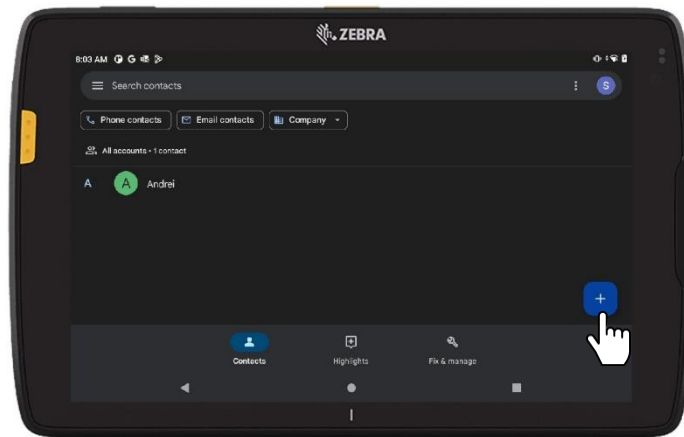 ZEBRA
8:03 AM G
Search contacts S
Phone contacts Email contacts Company
All accounts • 1 contact
A A Andrei
+
Contacts Highlights Fix & manage